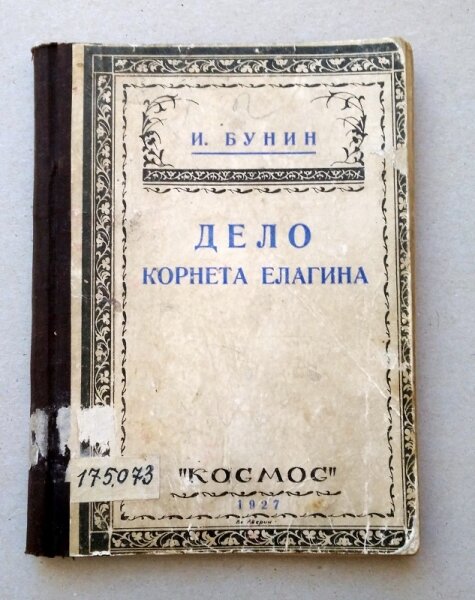 И. БУНИН
ДЕЛО
КОРНЕТА ЕЛАГИНА
175073
"КОСМОС"
1927